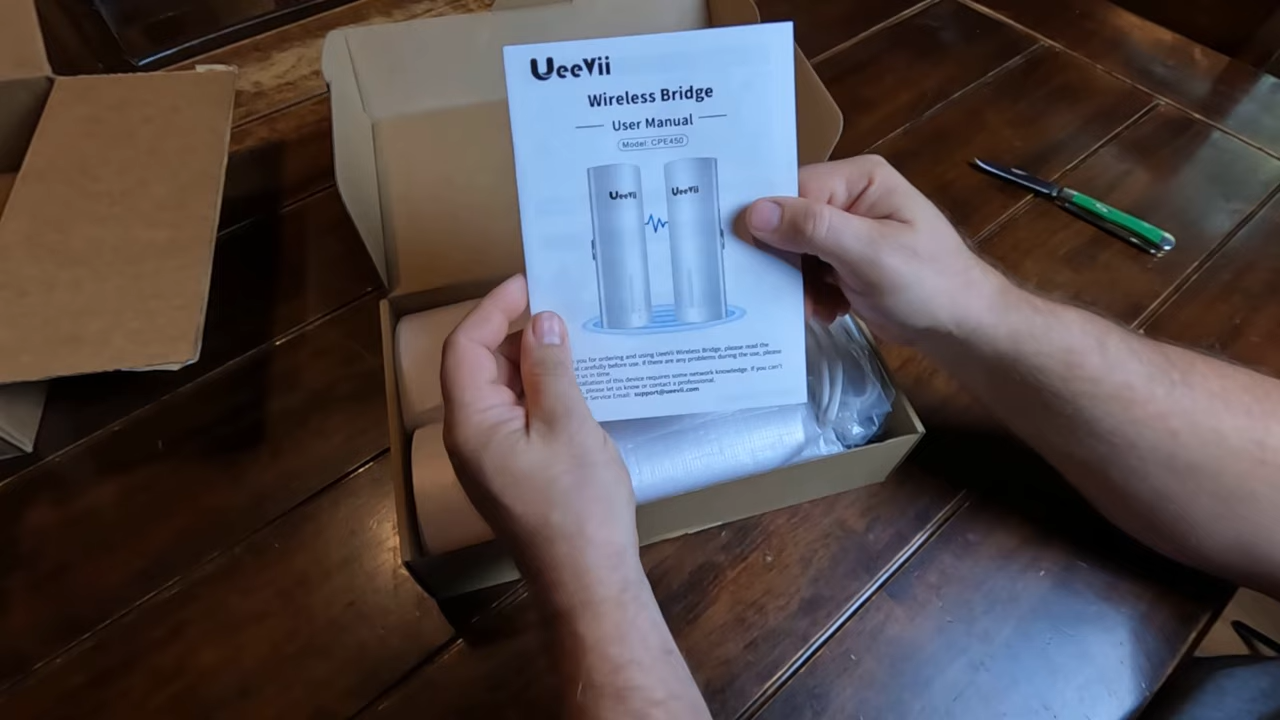 UeeVii
Wireless Bridge
User Manual
Model: CPE450
UeeVii
UeeVii
you for ordering and using UeeVii Wireless Bridge, please read the
carefully before use. if there are any problems during the use, please
us in time.
of this device requires some network knowledge. If you can't
please let us know or contact a professional.
Service Email: support@ueevii.com